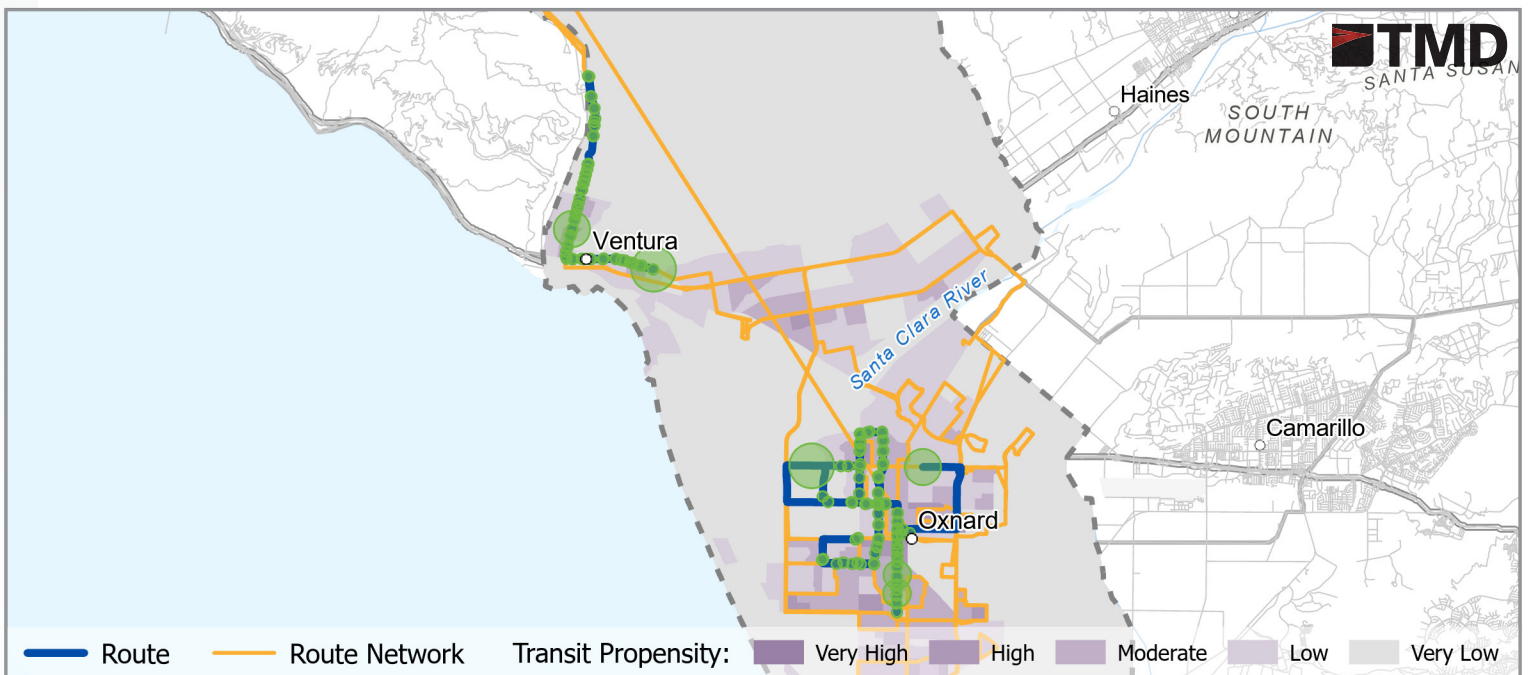 TMD
SANTA SUSAN
Haines
SOUTH
MOUNTAIN
Ventura
Santa Clara River
Camarillo
Oxnard
Route
Route Network
Transit Propensity:
Very High
High
Moderate
Low
Very Low